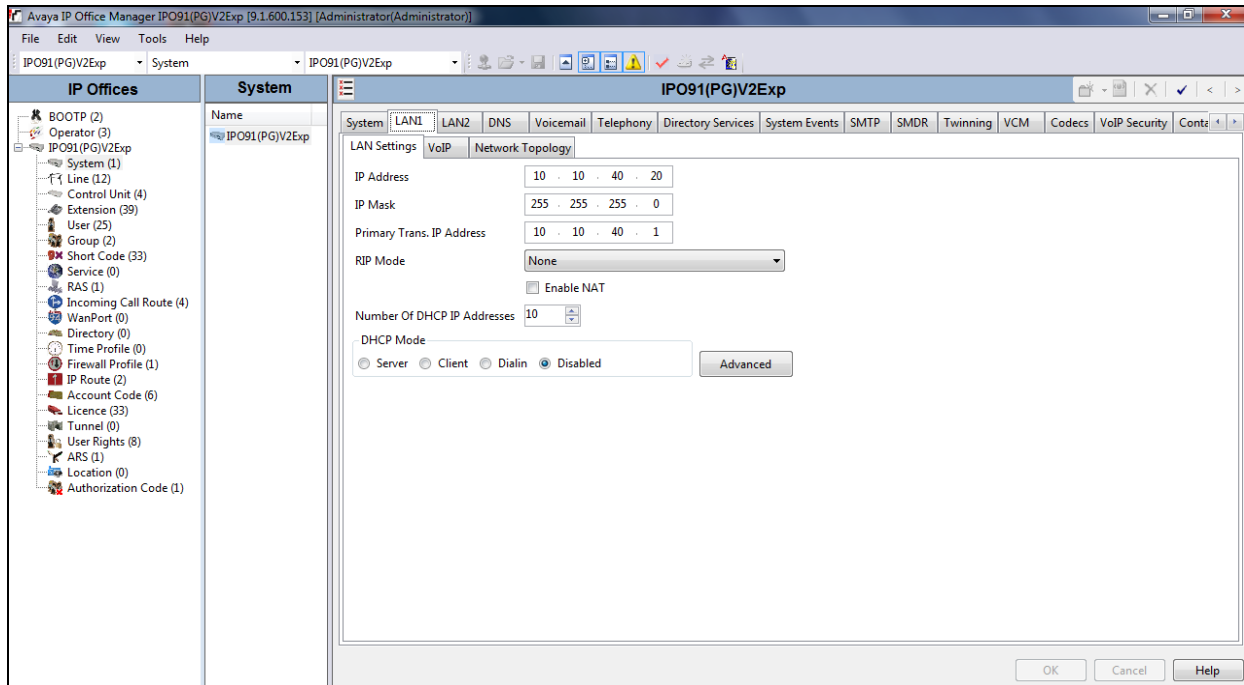 Avaya IP Office Manager IPO91(PG)V2Exp [9.1.600.153] [Administrator(Administrator)]
File Edit View Tools Help
IPO91(PG)V2Exp System IPO91(PG)V2Exp
IP Offices
BOOTP (2)
Operator (3)
IPO91(PG)V2Exp
System (1)
Line (12)
Control Unit (4)
Extension (39)
User (25)
Group (2)
Short Code (33)
Service (0)
RAS (1)
Incoming Call Route (4)
WanPort (0)
Directory (0)
Time Profile (0)
Firewall Profile (1)
IP Route (2)
Account Code (6)
Licence (33)
Tunnel (0)
User Rights (8)
ARS (1)
Location (0)
Authorization Code (1)
System
Name
IPO91(PG)V2Exp
IPO91(PG)V2Exp
System LAN1 LAN2 DNS Voicemail Telephony Directory Services System Events SMTP SMDR Twinning VCM Codecs VoIP Security Conta
LAN Settings VoIP Network Topology
IP Address 10 . 10 . 40 . 20
IP Mask 255 . 255 . 255 . 0
Primary Trans. IP Address 10 . 10 . 40 . 1
RIP Mode None
Enable NAT
Number Of DHCP IP Addresses 10
DHCP Mode
Server Client Dialin Disabled Advanced
OK Cancel Help